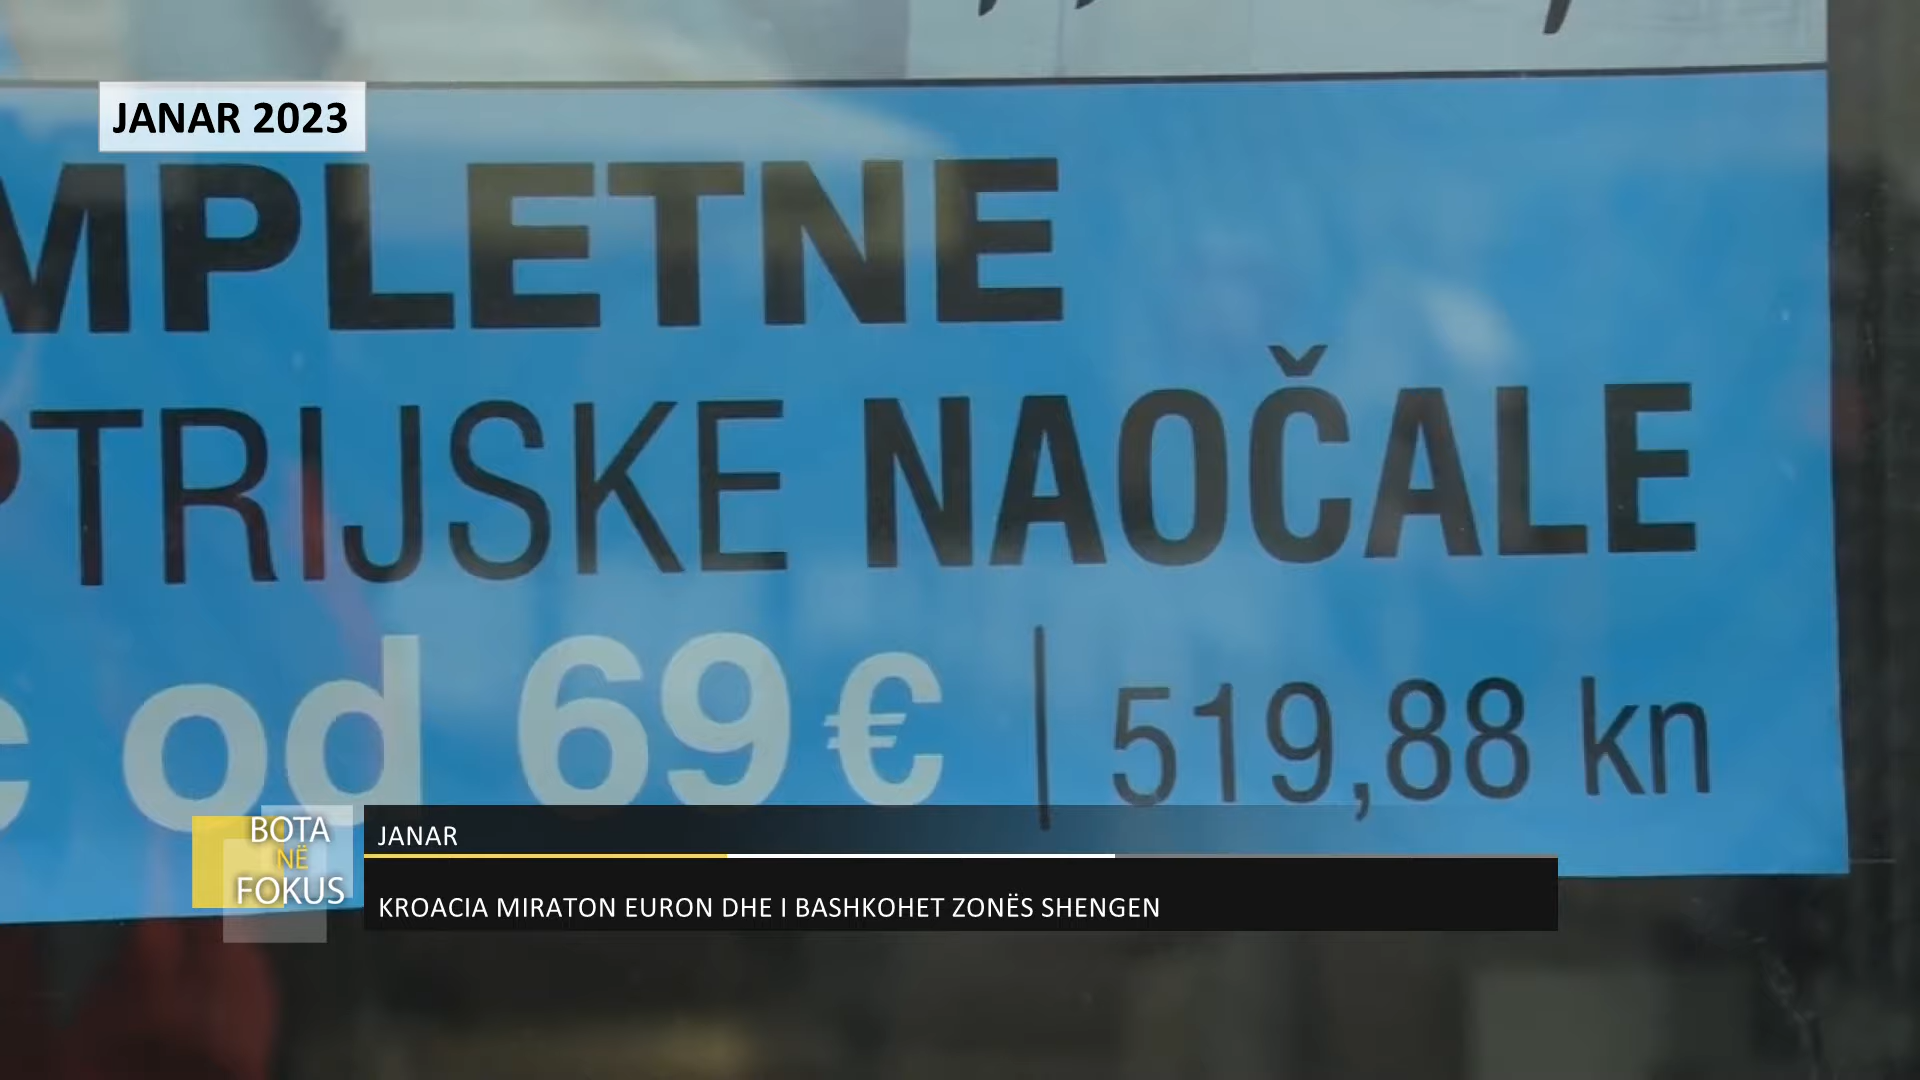 JANAR 2023
MPLETNE
PTRIJSKE NAOČALE
od 69 € | 519,88 kn
BOTA
NË
FOKUS
JANAR
KROACIA MIRATON EURON DHE I BASHKOHET ZONËS SHENGEN